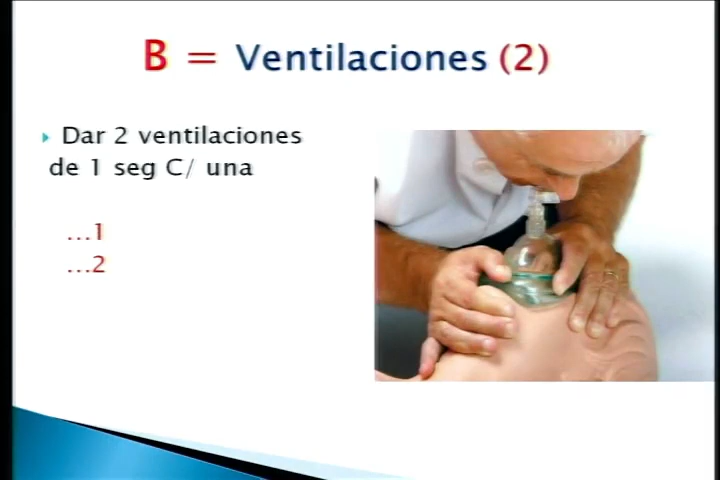 B = Ventilaciones (2)
Dar 2 ventilaciones
de 1 seg C/ una
...1
...2